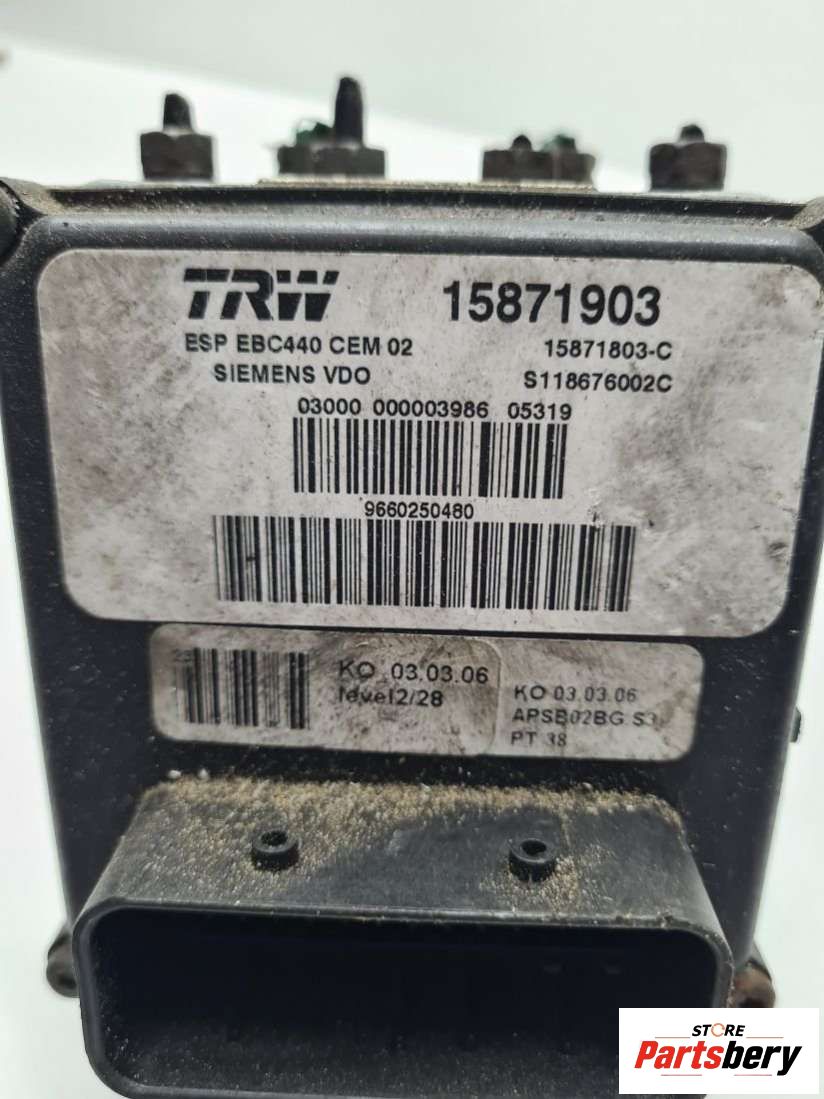 TRW 15871903
ESP EBC440 CEM 02 15871803-C
SIEMENS VDO S118676002C
03000 000003986 05319
9660250480
KO 03.03.06
level2/28
KO 03.03.06
APSB02BG
PT 38
STORE
Partsbery